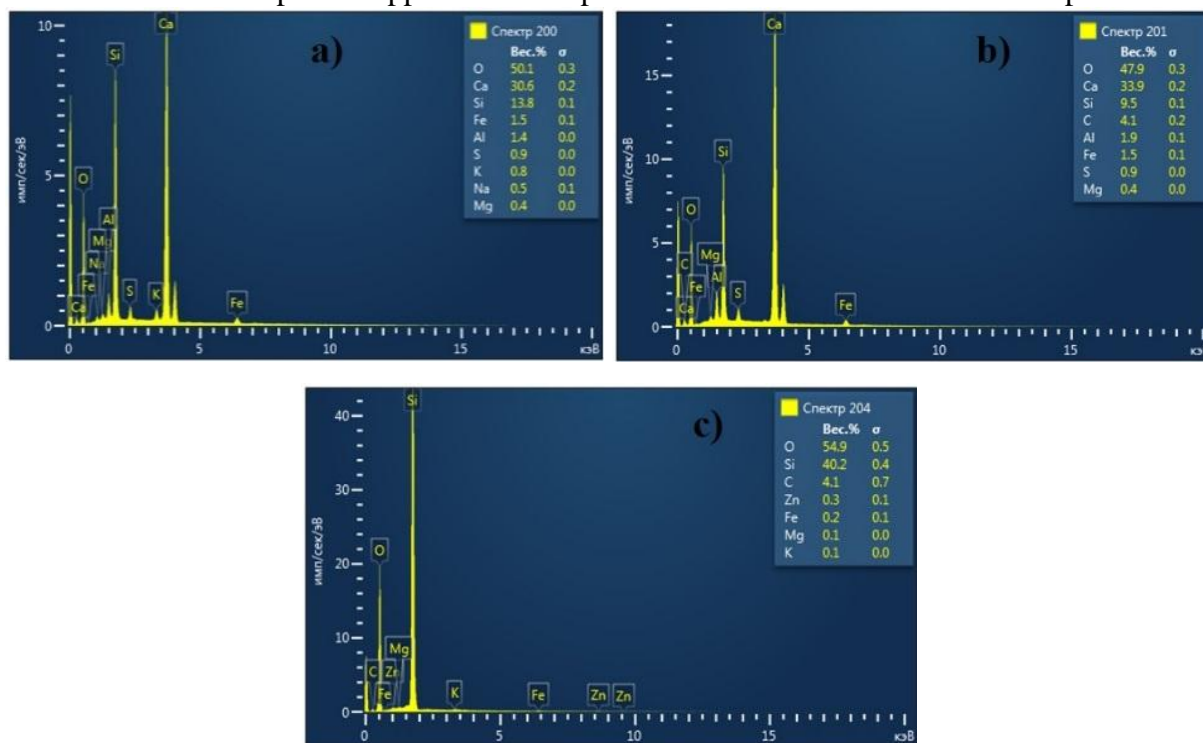 a)
Спектр 200
Вес.% σ
O 50.1 0.3
Ca 30.6 0.2
Si 13.8 0.1
Fe 1.5 0.1
Al 1.4 0.0
S 0.9 0.0
K 0.8 0.0
Na 0.5 0.1
Mg 0.4 0.0
имп/сек/эВ
10
5
0
Ca
Si
O
Al
Mg
Na
Fe
Ca
S
K
Fe
0 5 10 15
кэВ
b)
Спектр 201
Вес.% σ
O 47.9 0.3
Ca 33.9 0.2
Si 9.5 0.1
C 4.1 0.2
Al 1.9 0.1
Fe 1.5 0.1
S 0.9 0.0
Mg 0.4 0.0
имп/сек/эВ
15
10
5
0
Ca
Si
O
Mg
C
Al
Fe
S
Ca
Fe
0 5 10 15
c)
Спектр 204
Вес.% σ
O 54.9 0.5
Si 40.2 0.4
C 4.1 0.7
Zn 0.3 0.1
Fe 0.2 0.1
Mg 0.1 0.0
K 0.1 0.0
имп/сек/эВ
40
30
20
10
0
Si
O
Mg
C
Zn
Fe
K
Fe
Zn
Zn
0 5 10 15
кэВ